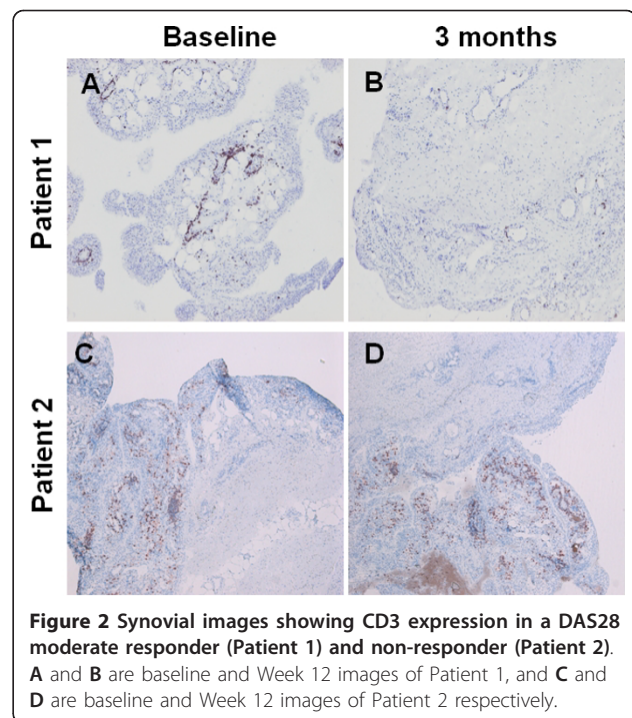 Baseline 3 months
Patient 1
A B
Patient 2
C D
Figure 2 Synovial images showing CD3 expression in a DAS28
moderate responder (Patient 1) and non-responder (Patient 2).
A and B are baseline and Week 12 images of Patient 1, and C and
D are baseline and Week 12 images of Patient 2 respectively.